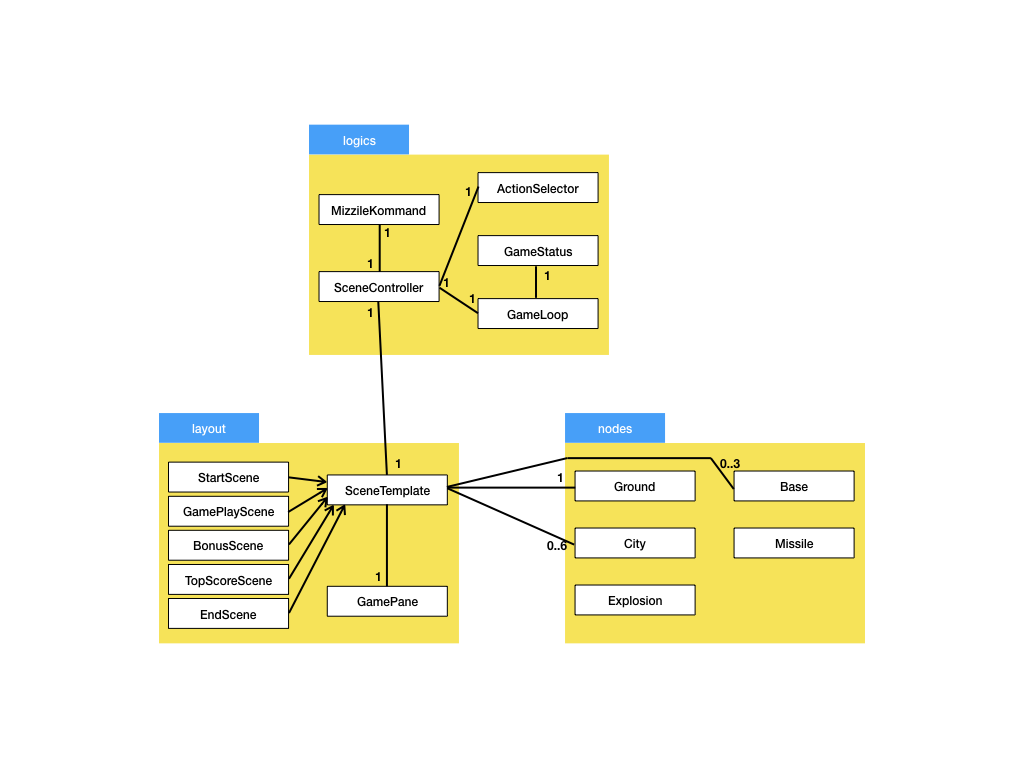 logics
ActionSelector
1
MizzileKommand
1
GameStatus
1
1
SceneController
1
1
GameLoop
1
layout
nodes
1
0..3
StartScene
1
SceneTemplate
Ground
Base
GamePlayScene
BonusScene
0..6
City
Missile
TopScoreScene
1
GamePane
Explosion
EndScene